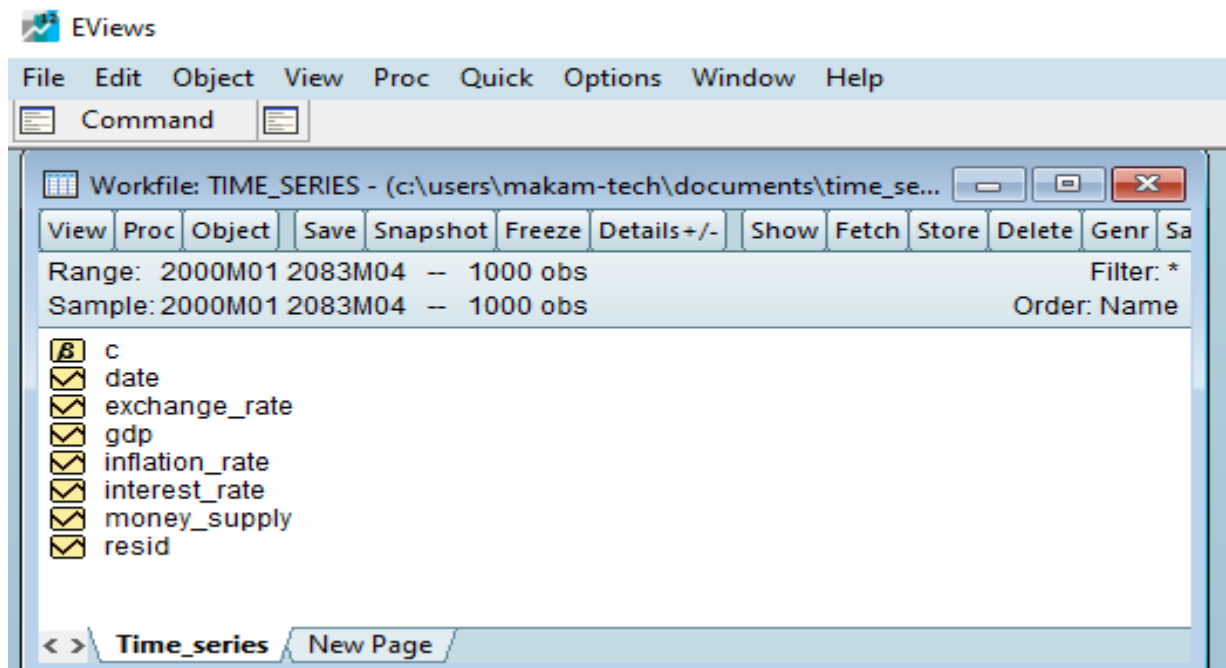 EViews
File Edit Object View Proc Quick Options Window Help
Command
Workfile: TIME_SERIES - (c:\users\makam-tech\documents\time_se...
View Proc Object Save Snapshot Freeze Details+/- Show Fetch Store Delete Genr Sa
Range: 2000M01 2083M04 -- 1000 obs Filter: *
Sample: 2000M01 2083M04 -- 1000 obs Order: Name
β c
date
exchange_rate
gdp
inflation_rate
interest_rate
money_supply
resid
< > Time_series New Page